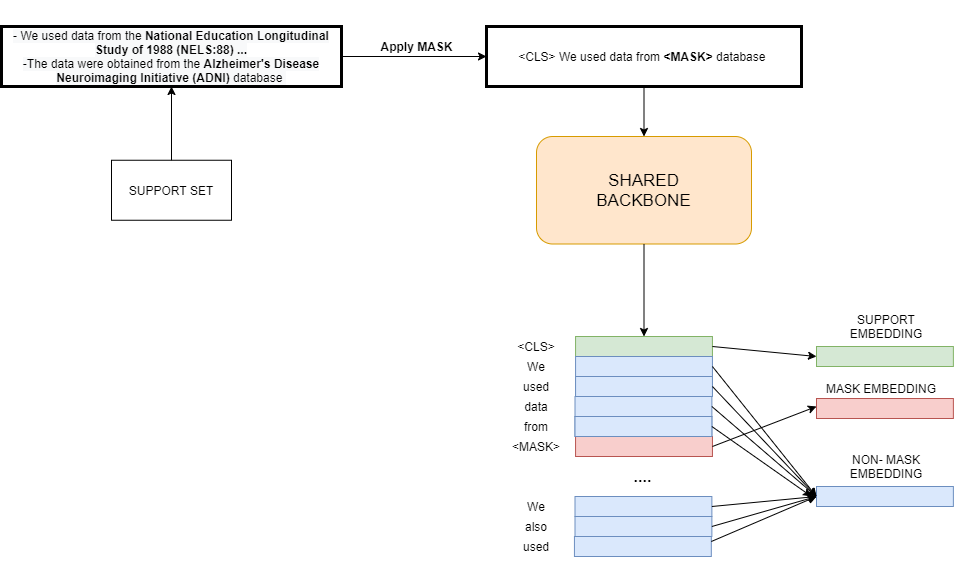 - We used data from the National Education Longitudinal
Study of 1988 (NELS:88) ...
-The data were obtained from the Alzheimer's Disease
Neuroimaging Initiative (ADNI) database
Apply MASK
<CLS> We used data from <MASK> database
SUPPORT SET
SHARED
BACKBONE
<CLS>
We
used
data
from
<MASK>
....
We
also
used
SUPPORT
EMBEDDING
MASK EMBEDDING
NON- MASK
EMBEDDING